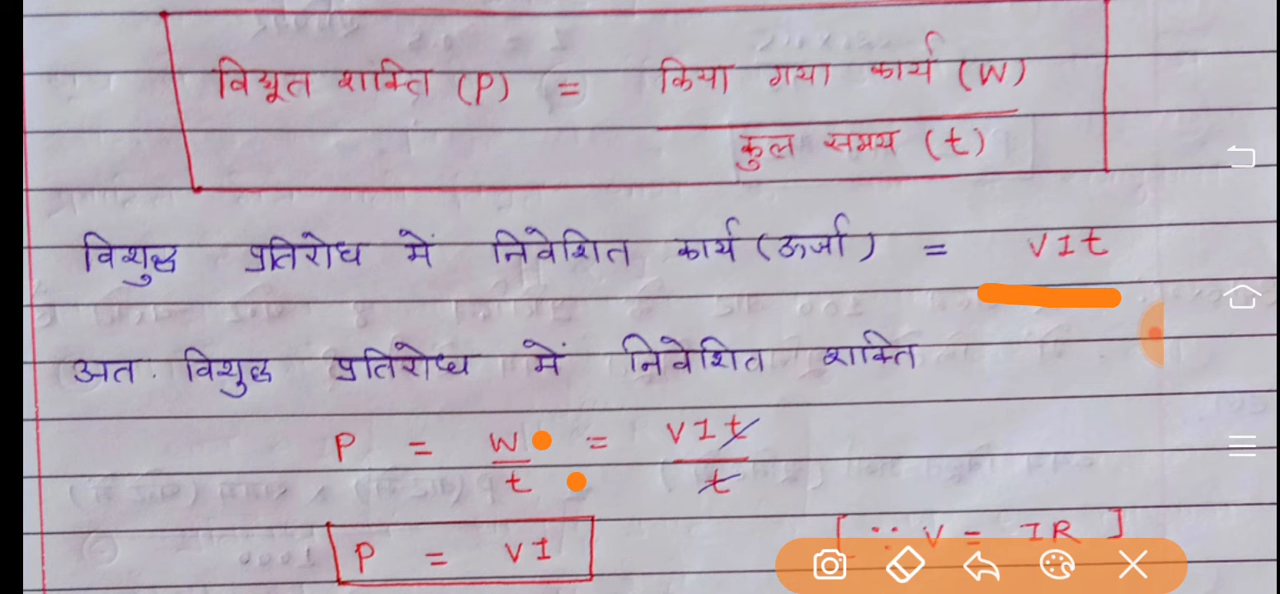 विद्यूत शक्ति (P) = किया गया कार्य (W)
कुल समय (t)
विशुद्ध प्रतिरोध में निवेशित कार्य (ऊर्जा) = VIt
अत. विशुद्ध प्रतिरोध में निवेशित शक्ति
P = W/t = VIt/t
P = VI [∵ V = IR]